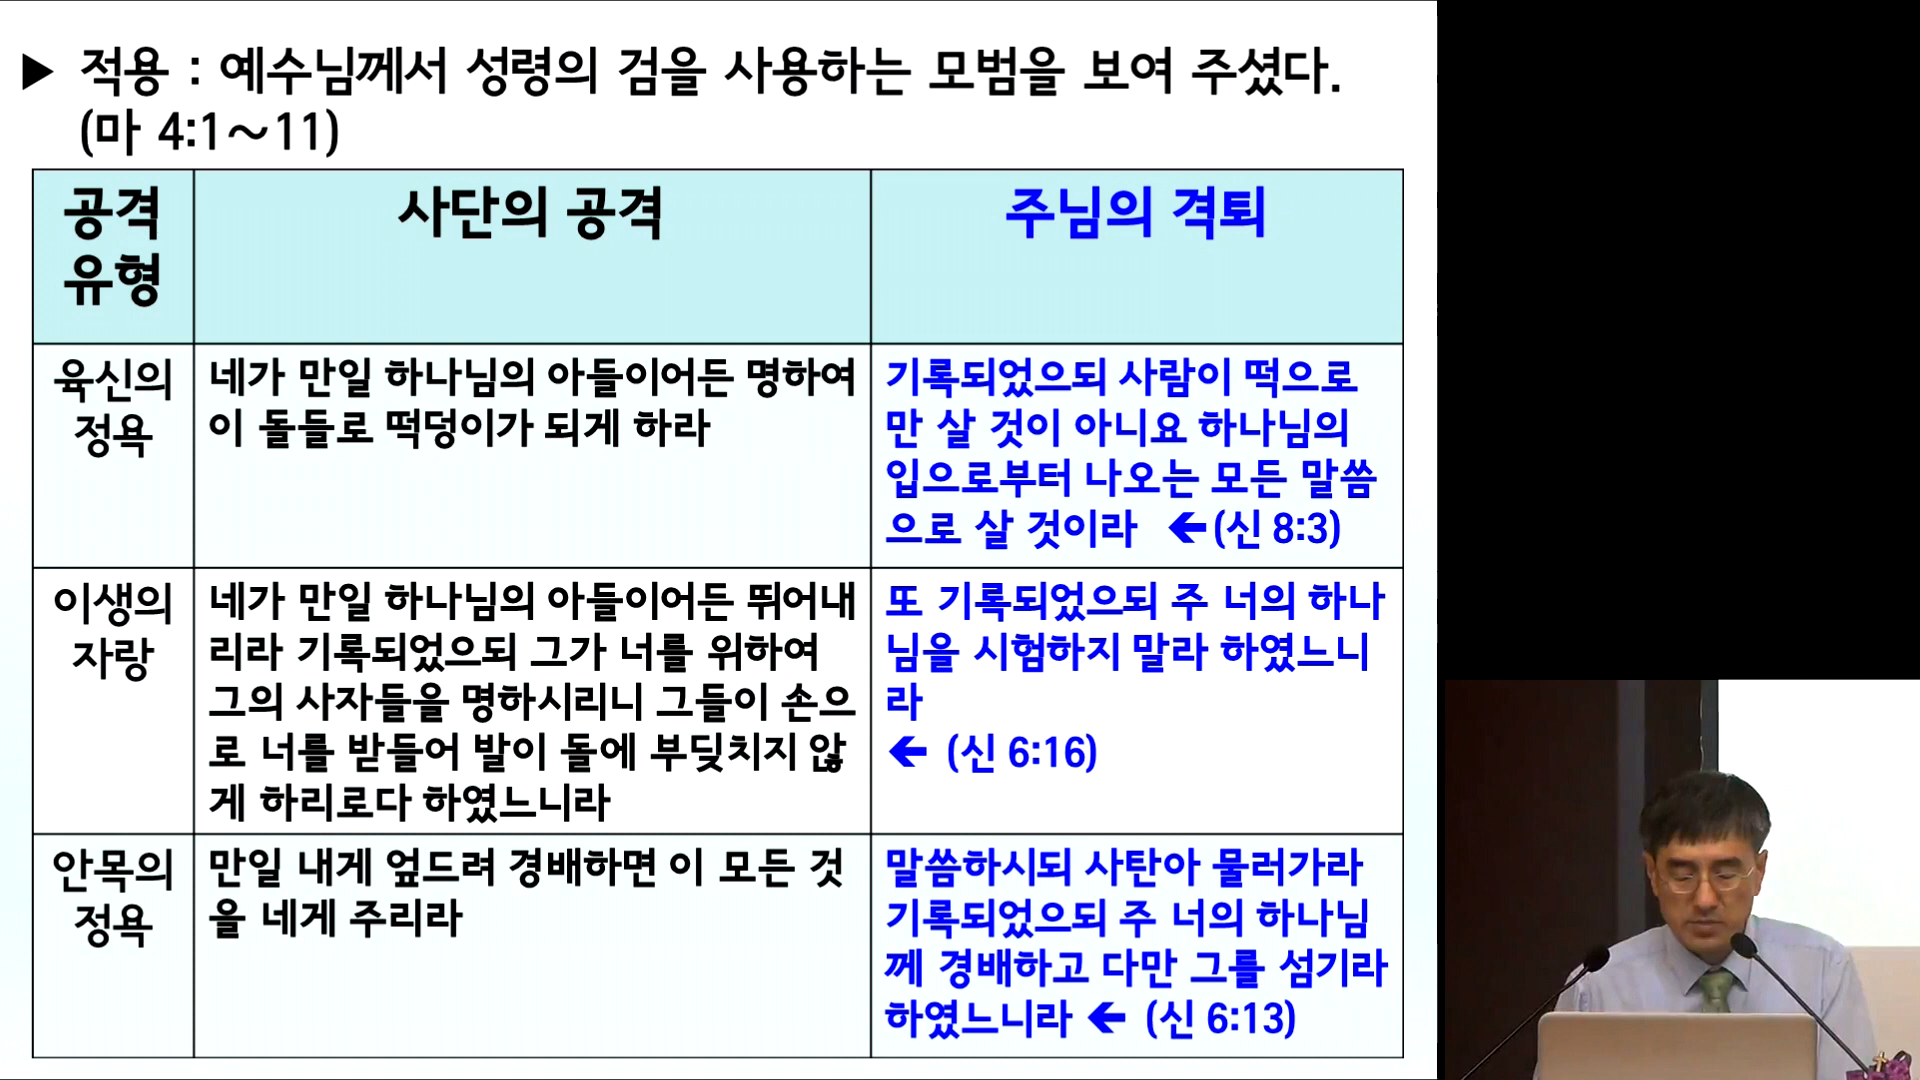 ▶ 적용 : 예수님께서 성령의 검을 사용하는 모범을 보여 주셨다.
(마 4:1～11)
공격
유형
사단의 공격
주님의 격퇴
육신의
정욕
네가 만일 하나님의 아들이어든 명하여
이 돌들로 떡덩이가 되게 하라
기록되었으되 사람이 떡으로
만 살 것이 아니요 하나님의
입으로부터 나오는 모든 말씀
으로 살 것이라 ←(신 8:3)
이생의
자랑
네가 만일 하나님의 아들이어든 뛰어내
리라 기록되었으되 그가 너를 위하여
그의 사자들을 명하시리니 그들이 손으
로 너를 받들어 발이 돌에 부딪치지 않
게 하리로다 하였느니라
또 기록되었으되 주 너의 하나
님을 시험하지 말라 하였느니
라
← (신 6:16)
안목의
정욕
만일 내게 엎드려 경배하면 이 모든 것
을 네게 주리라
말씀하시되 사탄아 물러가라
기록되었으되 주 너의 하나님
께 경배하고 다만 그를 섬기라
하였느니라 ← (신 6:13)